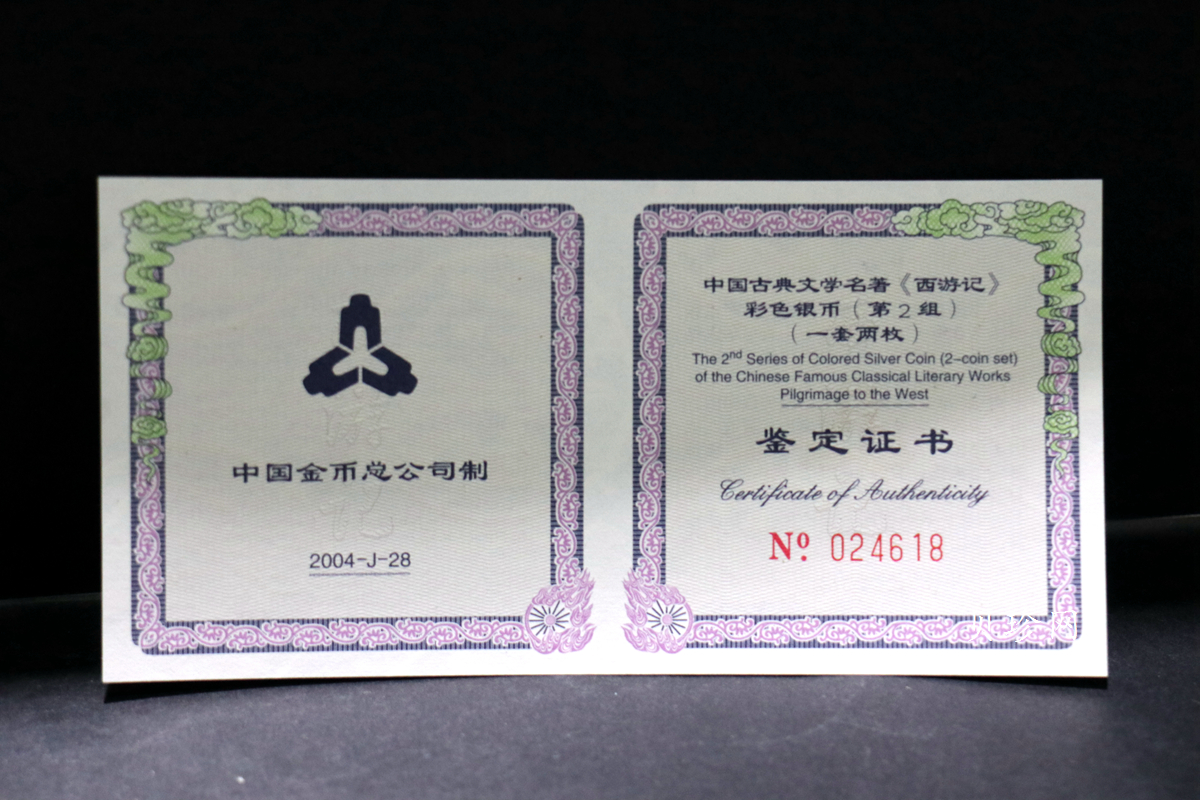 中国金币总公司制
2004-J-28
中国古典文学名著《西游记》
彩色银币（第2组）
（一套两枚）
The 2nd Series of Colored Silver Coin (2-coin set)
of the Chinese Famous Classical Literary Works
Pilgrimage to the West
鉴定证书
Certificate of Authenticity
Nº 024618